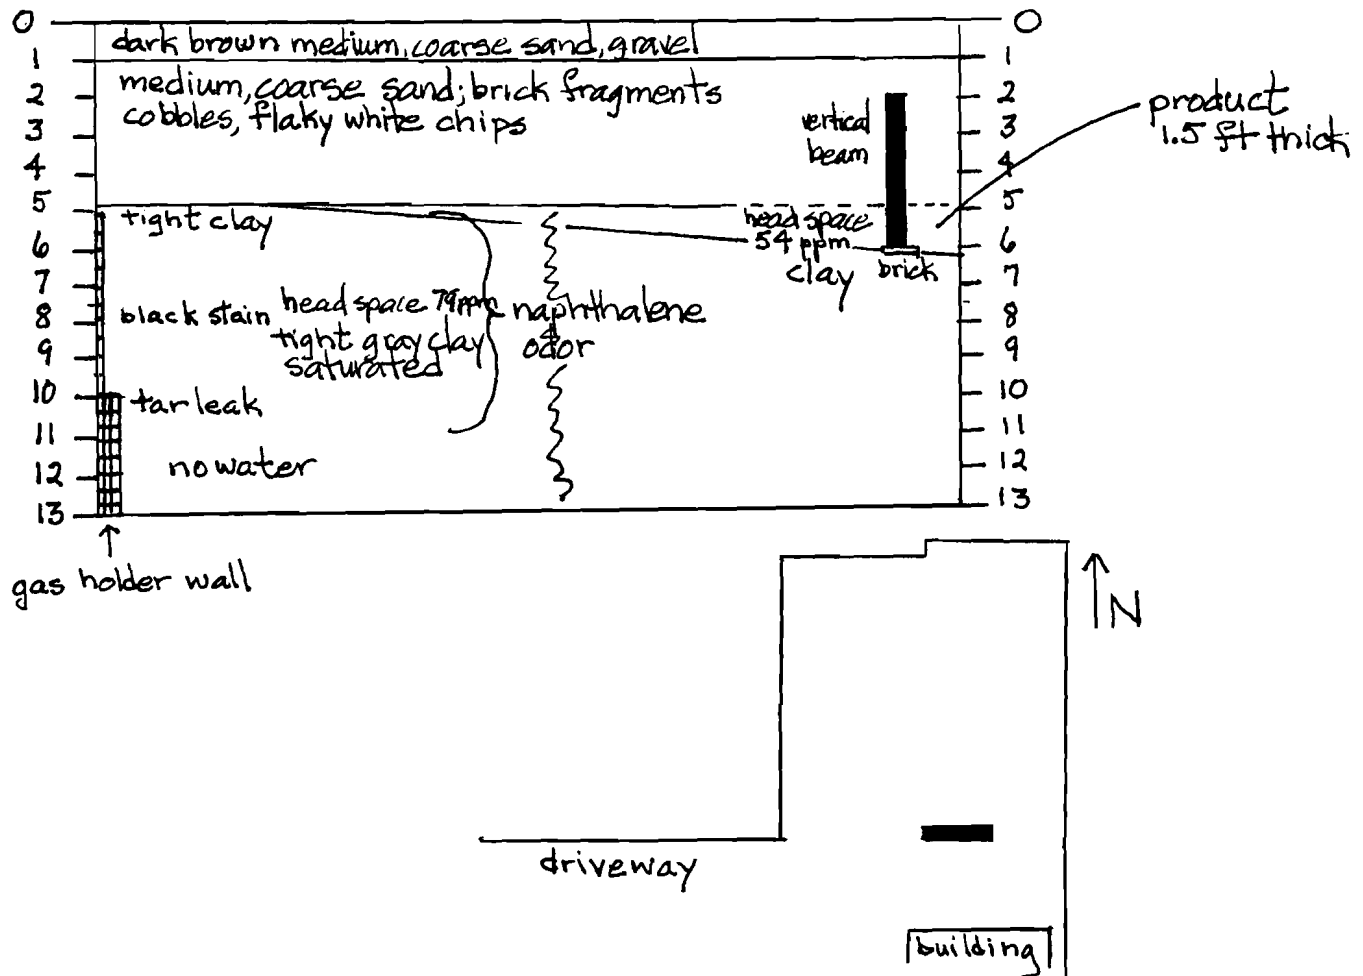 0
1
2
3
4
5
6
7
8
9
10
11
12
13
dark brown medium, coarse sand, gravel
medium, coarse sand; brick fragments
cobbles, flaky white chips
vertical
beam
0
1
2
3
4
5
6
7
8
9
10
11
12
13
product
1.5 ft thick
tight clay
head space
54 ppm
clay
brick
black stain
head space 79ppm
tight gray clay
saturated
naphthalene
odor
tar leak
no water
gas holder wall
N
driveway
building